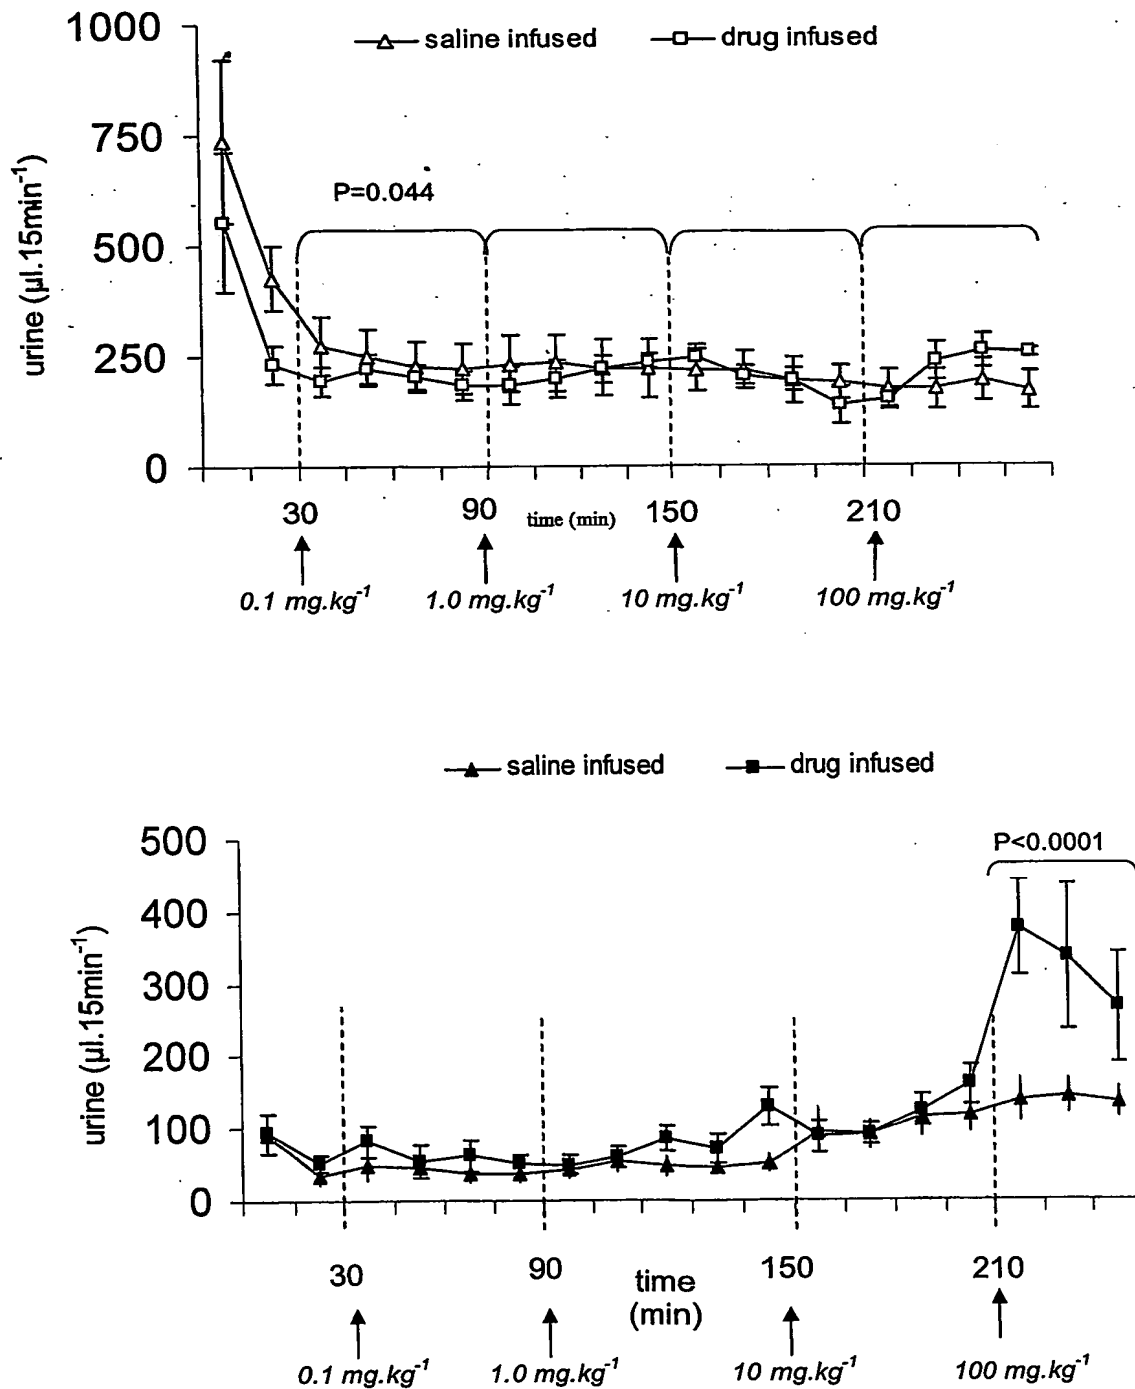 1000
saline infused
drug infused
750
P=0.044
500
250
0
urine (µl.15min⁻¹)
30
90
time (min)
150
210
0.1 mg.kg⁻¹
1.0 mg.kg⁻¹
10 mg.kg⁻¹
100 mg.kg⁻¹
saline infused
drug infused
500
P<0.0001
400
300
200
100
0
urine (µl.15min⁻¹)
30
90
time
(min)
150
210
0.1 mg.kg⁻¹
1.0 mg.kg⁻¹
10 mg.kg⁻¹
100 mg.kg⁻¹